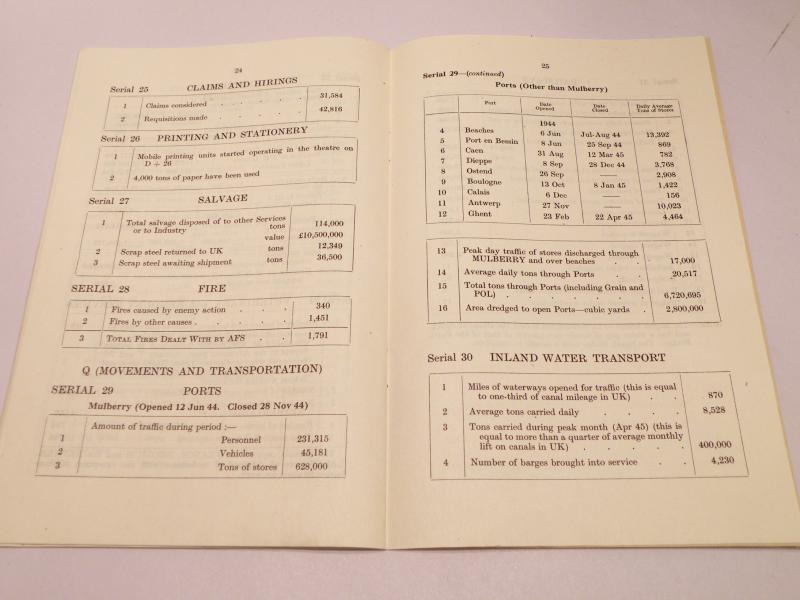 24
Serial 25 CLAIMS AND HIRINGS
1 Claims considered . . . . . 31,584
2 Requisitions made . . . . . 42,816
Serial 26 PRINTING AND STATIONERY
1 Mobile printing units started operating in the theatre on
D + 26
2 4,000 tons of paper have been used
Serial 27 SALVAGE
1 Total salvage disposed of to other Services
or to Industry tons 114,000
value £10,500,000
2 Scrap steel returned to UK tons 12,349
3 Scrap steel awaiting shipment tons 36,500
SERIAL 28 FIRE
1 Fires caused by enemy action . . . . 340
2 Fires by other causes . . . . . 1,451
3 TOTAL FIRES DEALT WITH BY AFS . . 1,791
Q (MOVEMENTS AND TRANSPORTATION)
SERIAL 29 PORTS
Mulberry (Opened 12 Jun 44. Closed 28 Nov 44)
Amount of traffic during period :—
1 Personnel 231,315
2 Vehicles 45,181
3 Tons of stores 628,000
25
Serial 29—(continued)
Ports (Other than Mulberry)
Port Date Opened Date Closed Daily Average Tons of Stores
1944
4 Beaches 6 Jun Jul-Aug 44 13,392
5 Port en Bessin 8 Jun 25 Sep 44 869
6 Caen 31 Aug 12 Mar 45 782
7 Dieppe 8 Sep 28 Dec 44 3,768
8 Ostend 26 Sep —— 2,908
9 Boulogne 13 Oct 8 Jan 45 1,422
10 Calais 6 Dec —— 156
11 Antwerp 27 Nov —— 10,023
12 Ghent 23 Feb 22 Apr 45 4,464
13 Peak day traffic of stores discharged through
MULBERRY and over beaches . . 17,000
14 Average daily tons through Ports . . 20,517
15 Total tons through Ports (including Grain and
POL) . . . . . . . 6,720,695
16 Area dredged to open Ports—cubic yards . 2,800,000
Serial 30 INLAND WATER TRANSPORT
1 Miles of waterways opened for traffic (this is equal
to one-third of canal mileage in UK) . . 870
2 Average tons carried daily . . . . 8,528
3 Tons carried during peak month (Apr 45) (this is
equal to more than a quarter of average monthly
lift on canals in UK) . . . . . 400,000
4 Number of barges brought into service . . 4,230